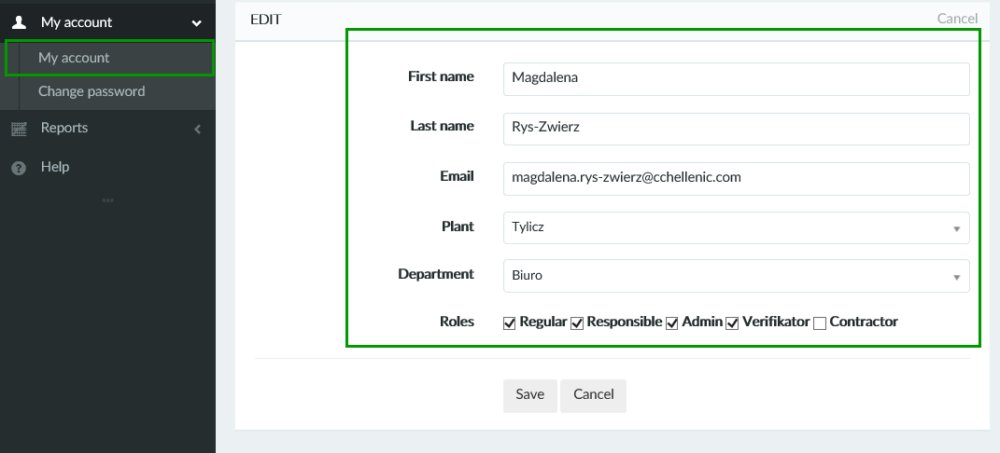 My account
My account
Change password
Reports
Help
EDIT Cancel
First name Magdalena
Last name Rys-Zwierz
Email magdalena.rys-zwierz@cchellenic.com
Plant Tylicz
Department Biuro
Roles Regular Responsible Admin Verifikator Contractor
Save Cancel